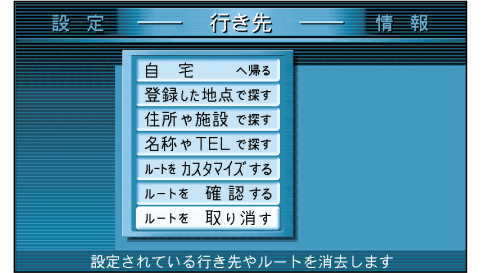 設定 行き先 情報
自宅へ帰る
登録した地点で探す
住所や施設で探す
名称やTELで探す
ルートをカスタマイズする
ルートを確認する
ルートを取り消す
設定されている行き先やルートを消去します